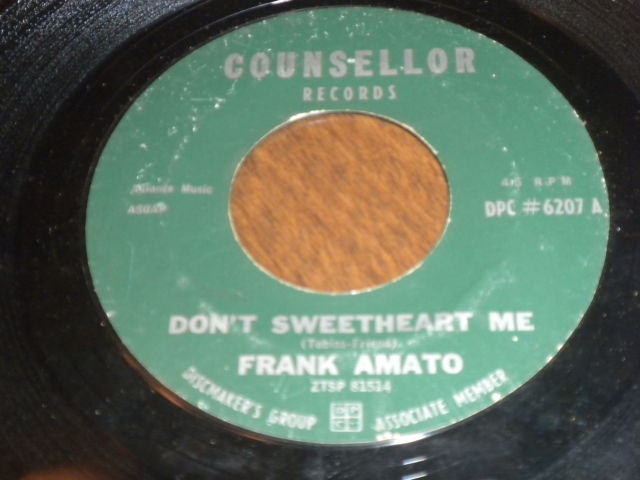 COUNSELLOR
RECORDS
Music
ASCAP
45 R.P.M
DPC #6207 A
DON'T SWEETHEART ME
(Tobias-Friend)
FRANK AMATO
ZTSP 81514
DISCMAKER'S GROUP ASSOCIATE MEMBER